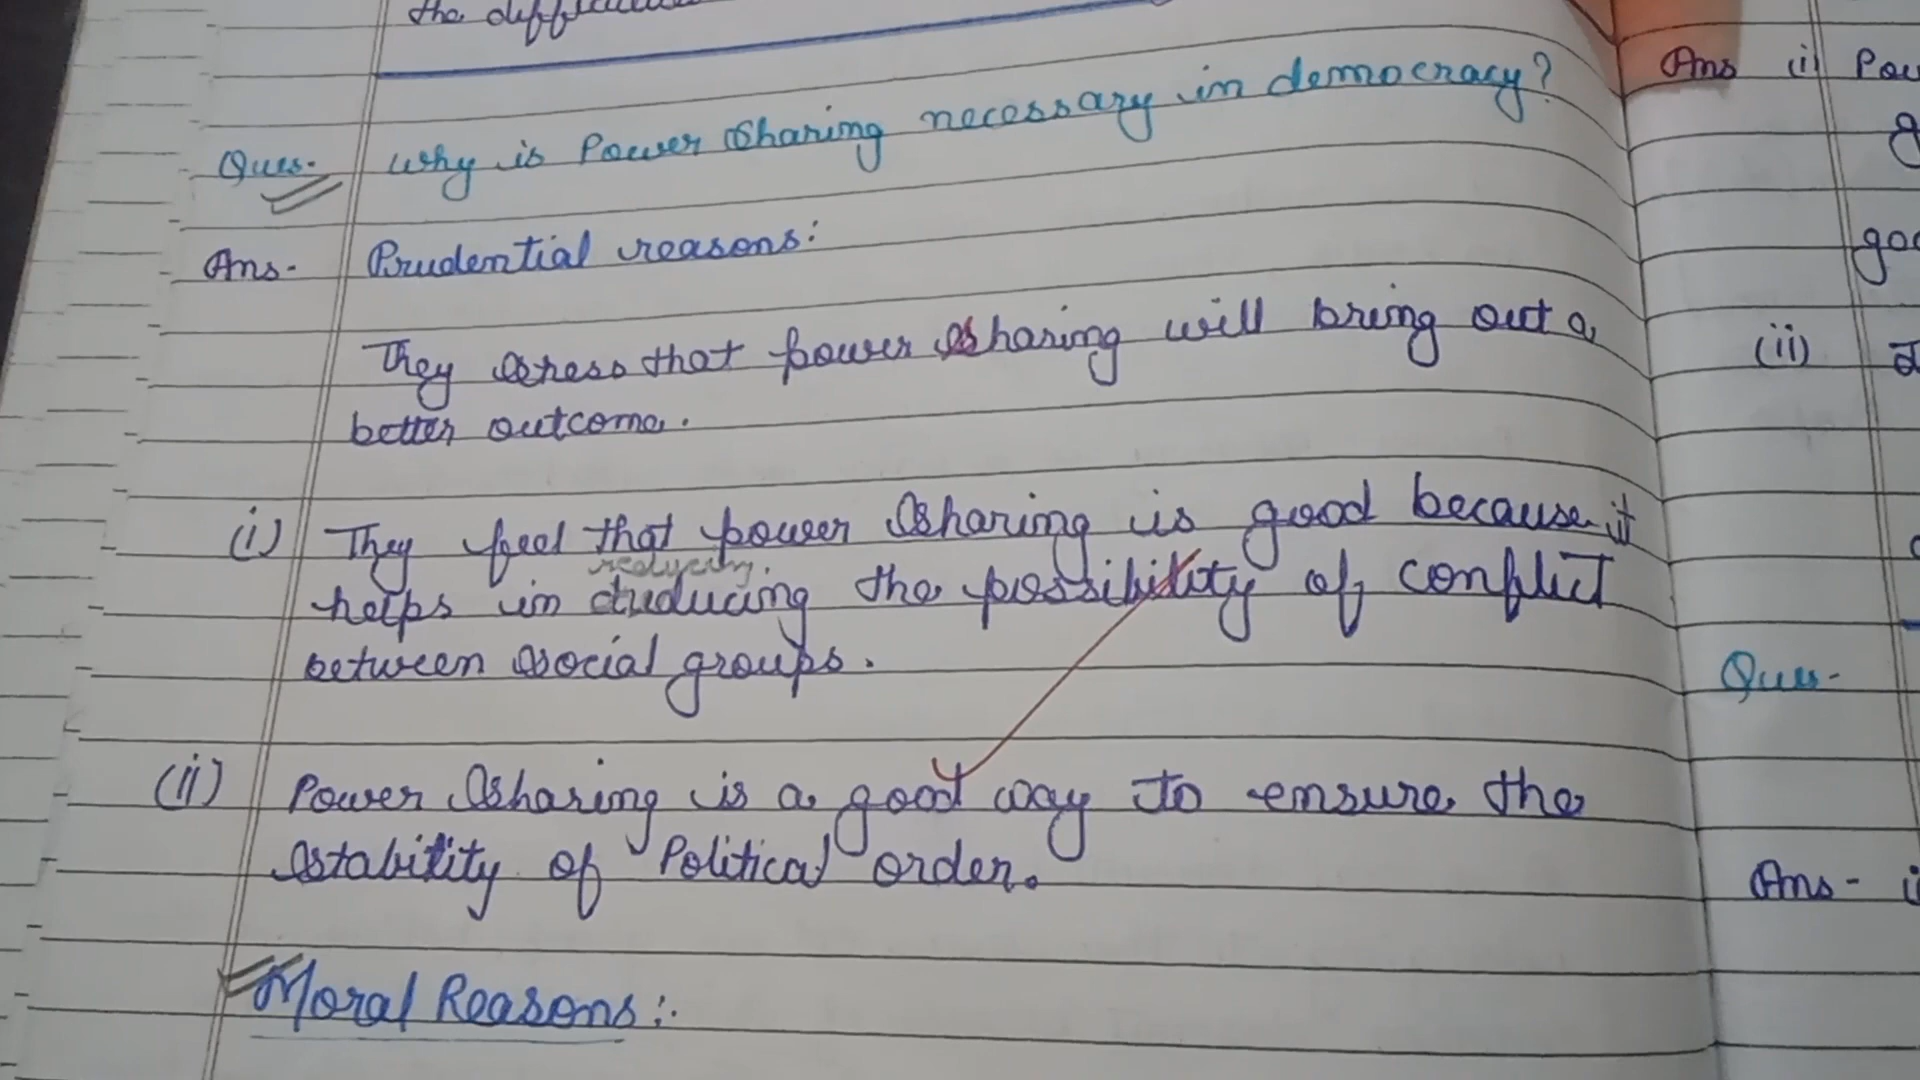 the
Ques. Why is Power Sharing necessary in democracy?
Ans- Prudential reasons:
They stress that power sharing will bring out a
better outcome.
(i) They feel that power sharing is good because it
reducing.
helps in druducing the possibility of conflict
between social groups.
(ii) Power sharing is a good way to ensure the
stability of Political order.
Moral Reasons:
Ans (i)
(ii)
Ques-
Ans- i